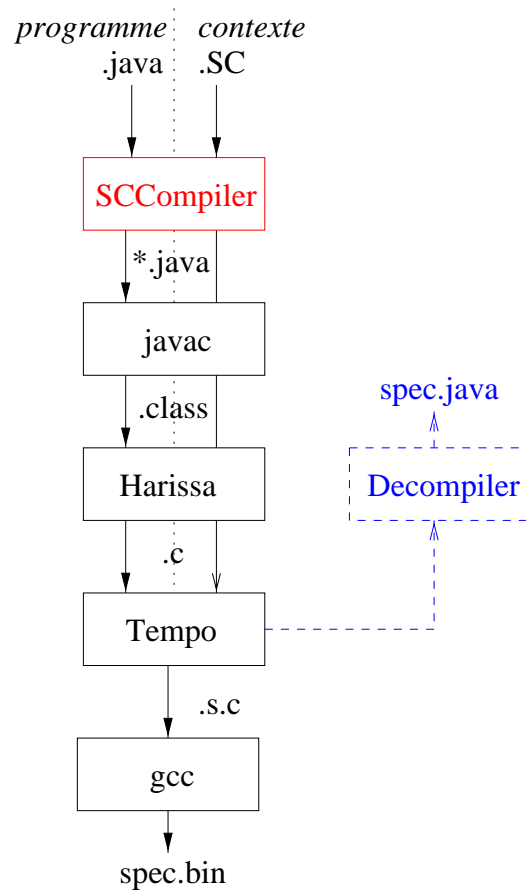 programme contexte
.java .SC
SCCompiler
*.java
javac
.class
spec.java
Harissa
Decompiler
.c
Tempo
.s.c
gcc
spec.bin